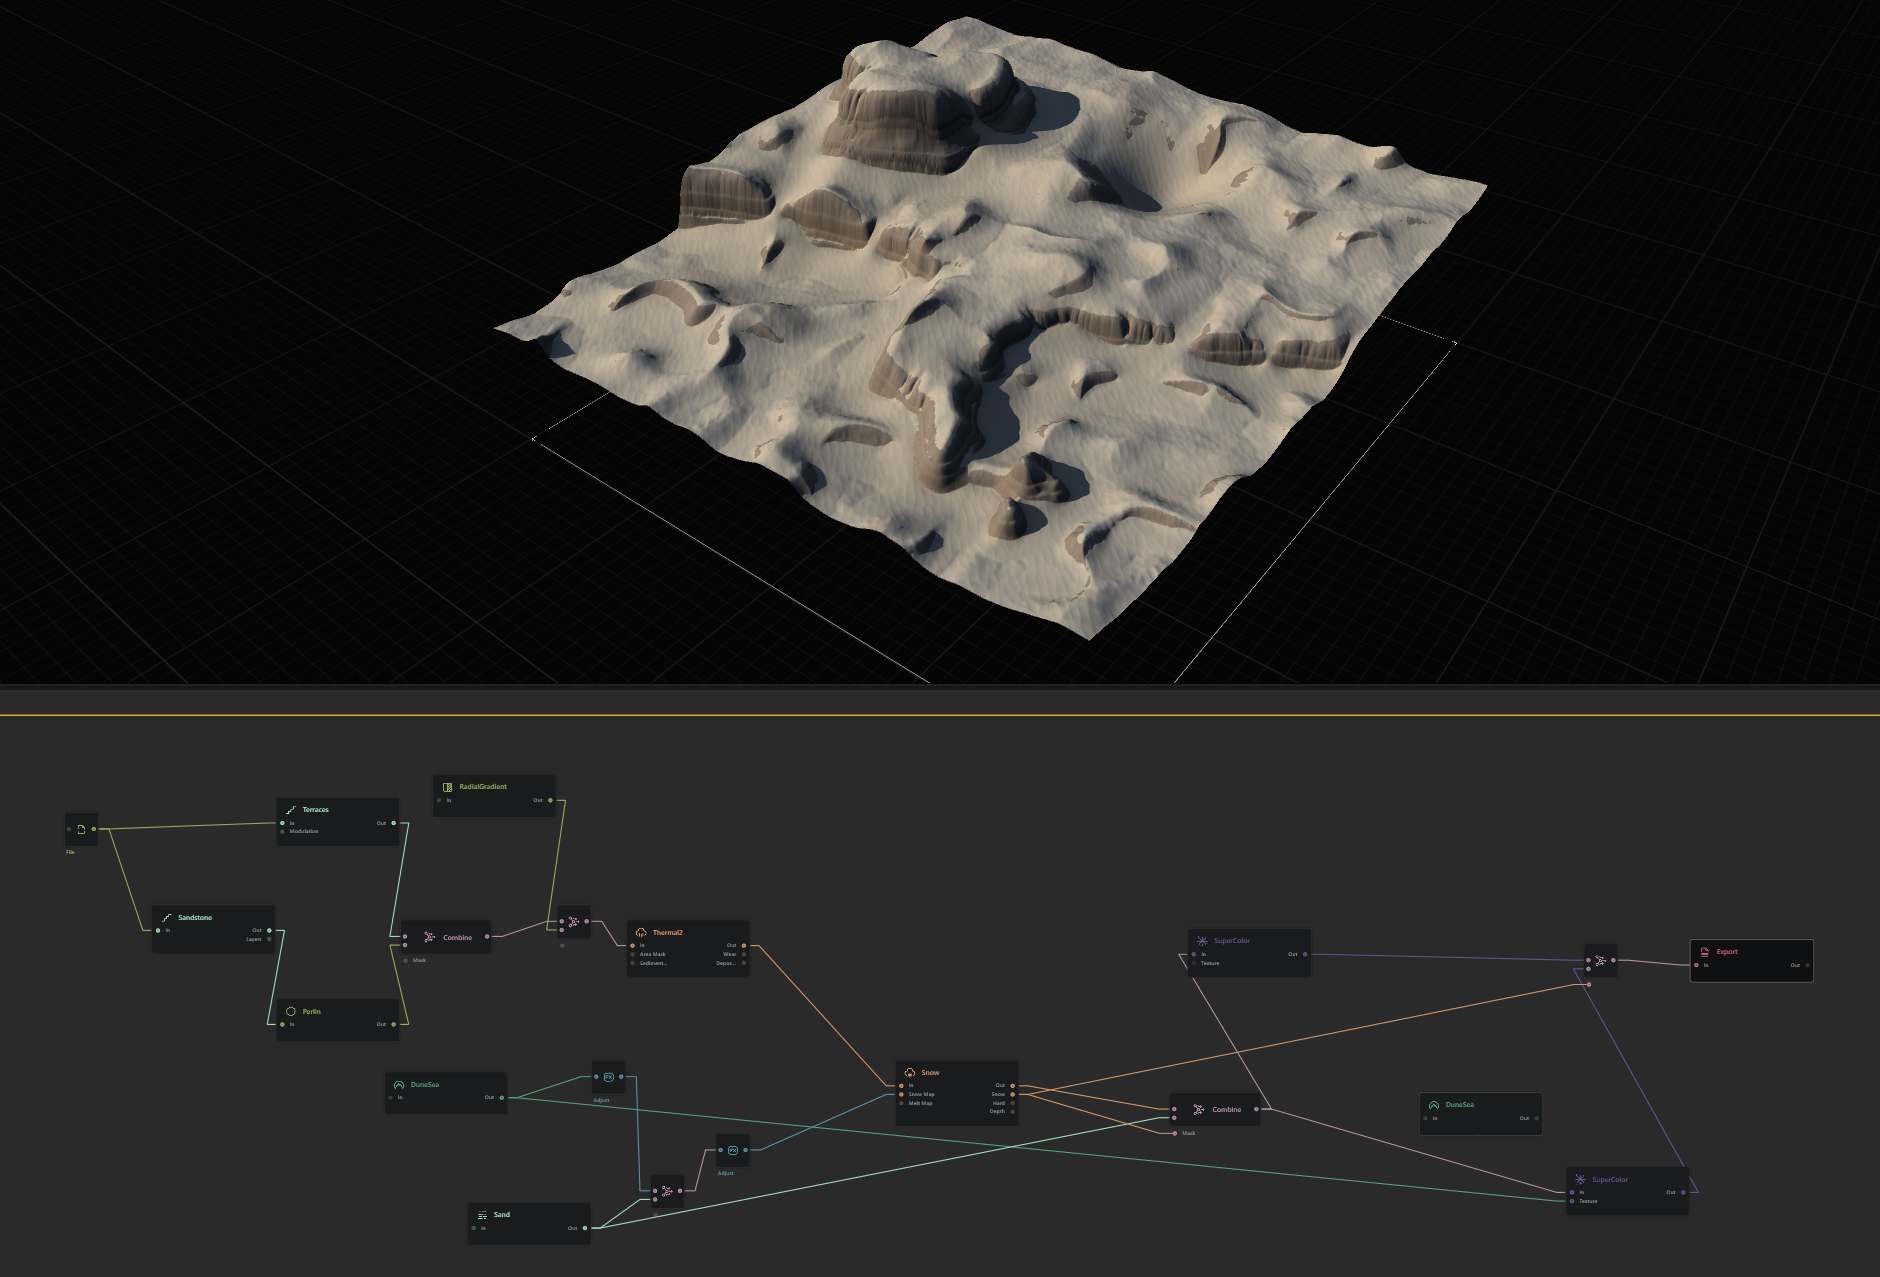 RadialGradient
In Out
Terraces
In Out
Modulation
File
Sandstone
In Out
Layers
Combine
Mask
Thermal2
In Out
Area Mask Wear
Sediment... Depos...
SuperColor
In Out
Texture
Export
In Out
Perlin
In Out
DuneSea
In Out
FX
Adjust
Snow
In Out
Snow Map Snow
Melt Map Hard
Depth
Combine
Mask
DuneSea
In Out
FX
Adjust
SuperColor
In Out
Texture
Sand
In Out